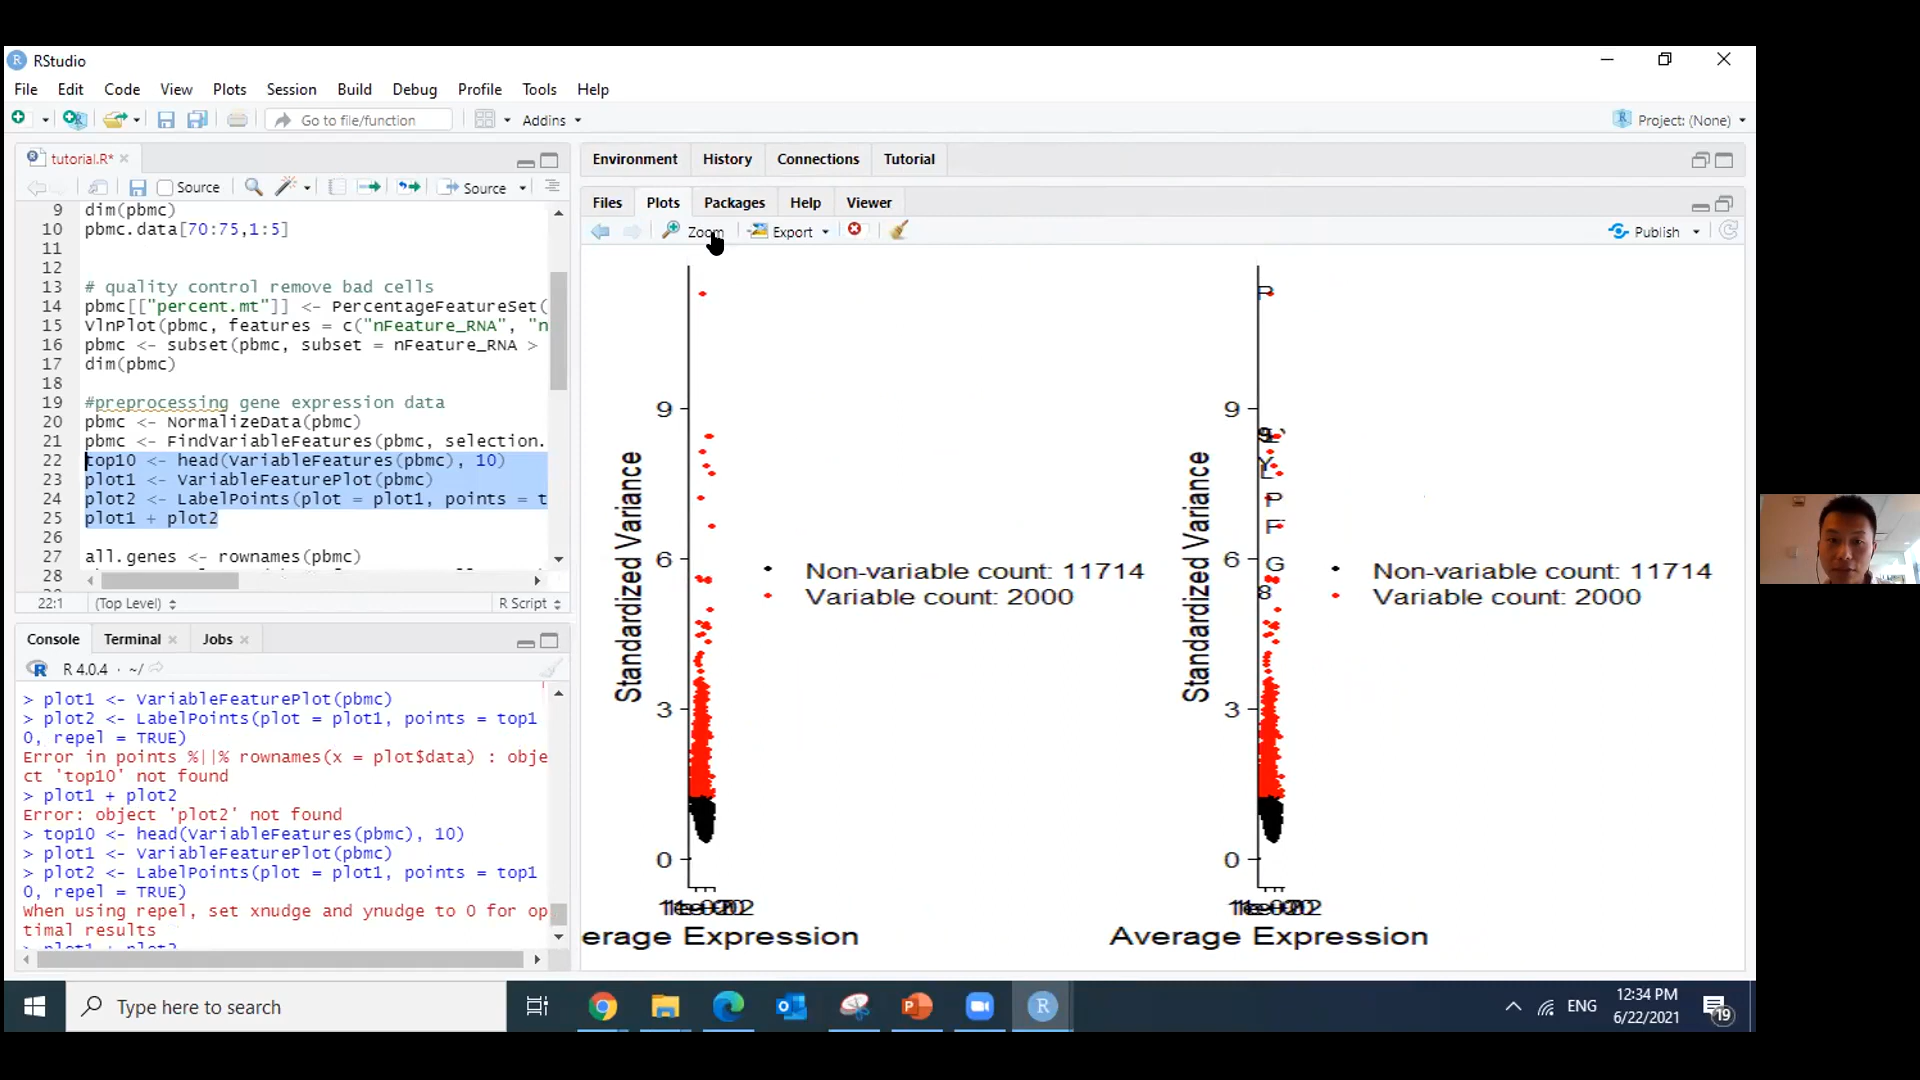 RStudio
File Edit Code View Plots Session Build Debug Profile Tools Help
Go to file/function Addins Project: (None)
tutorial.R*
Source Source
9 dim(pbmc)
10 pbmc.data[70:75,1:5]
11
12
13 # quality control remove bad cells
14 pbmc[["percent.mt"]] <- PercentageFeatureSet(
15 VlnPlot(pbmc, features = c("nFeature_RNA", "n
16 pbmc <- subset(pbmc, subset = nFeature_RNA >
17 dim(pbmc)
18
19 #preprocessing gene expression data
20 pbmc <- NormalizeData(pbmc)
21 pbmc <- FindVariableFeatures(pbmc, selection.
22 top10 <- head(VariableFeatures(pbmc), 10)
23 plot1 <- VariableFeaturePlot(pbmc)
24 plot2 <- LabelPoints(plot = plot1, points = t
25 plot1 + plot2
26
27 all.genes <- rownames(pbmc)
28
22:1 (Top Level) R Script
Console Terminal Jobs
R 4.0.4 · ~/
> plot1 <- VariableFeaturePlot(pbmc)
> plot2 <- LabelPoints(plot = plot1, points = top1
0, repel = TRUE)
Error in points %||% rownames(x = plot$data) : obje
ct 'top10' not found
> plot1 + plot2
Error: object 'plot2' not found
> top10 <- head(VariableFeatures(pbmc), 10)
> plot1 <- VariableFeaturePlot(pbmc)
> plot2 <- LabelPoints(plot = plot1, points = top1
0, repel = TRUE)
When using repel, set xnudge and ynudge to 0 for op
timal results
> plot1 + plot2
Environment History Connections Tutorial
Files Plots Packages Help Viewer
Zoom Export Publish
Standardized Variance
9
6
3
0
Non-variable count: 11714
Variable count: 2000
erage Expression
Standardized Variance
9
6
3
0
P
Y
L
P
F
G
8
Non-variable count: 11714
Variable count: 2000
Average Expression
Type here to search
ENG
12:34 PM
6/22/2021
19